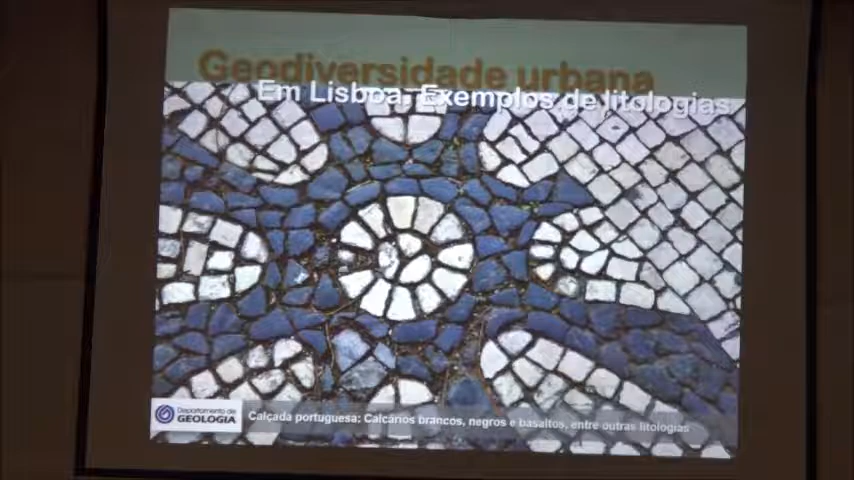 Geodiversidade urbana
Em Lisboa. Exemplos de litologias
Departamento de
GEOLOGIA
Calçada portuguesa: Calcários brancos, negros e basaltos, entre outras litologias